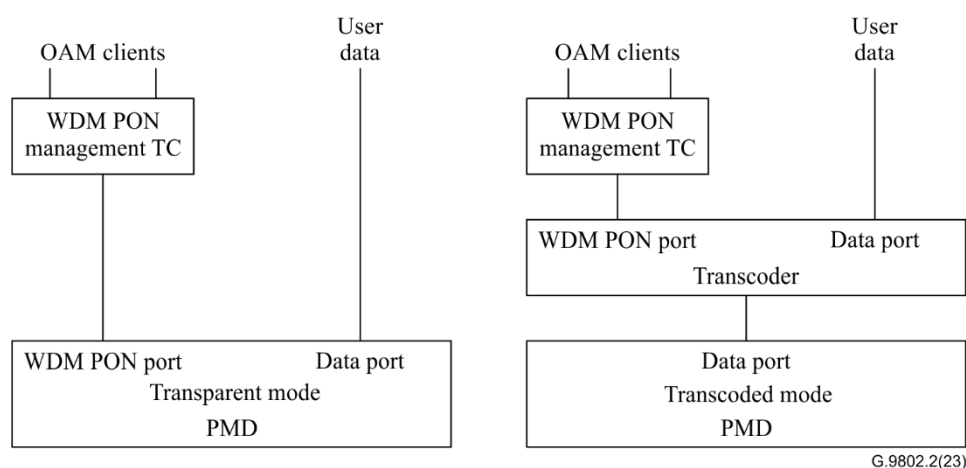 OAM clients
User
data
WDM PON
management TC
WDM PON port
Data port
Transparent mode
PMD
OAM clients
User
data
WDM PON
management TC
WDM PON port
Data port
Transcoder
Data port
Transcoded mode
PMD
G.9802.2(23)